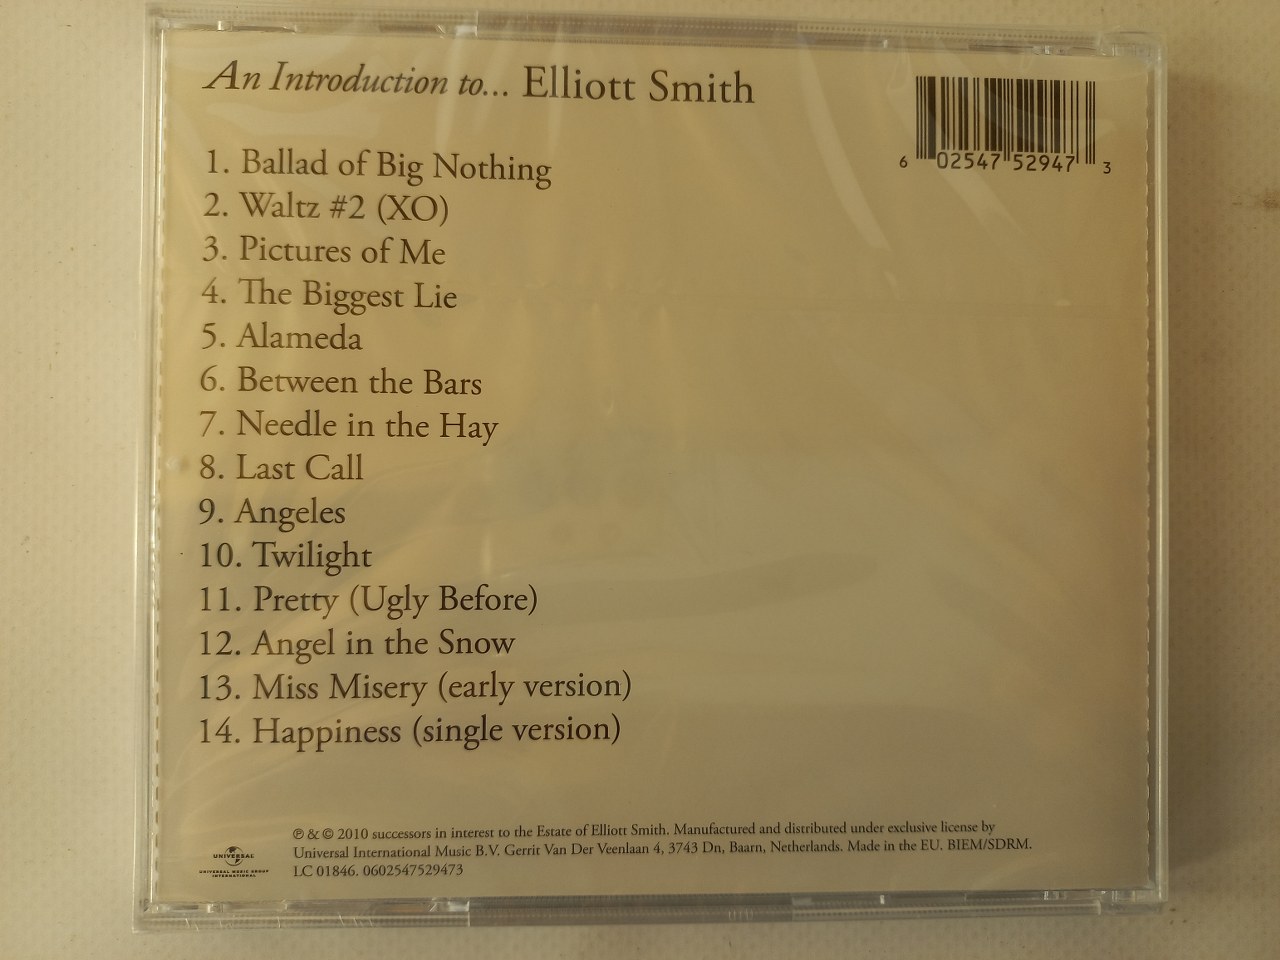 An Introduction to... Elliott Smith
6 02547 52947 3
1. Ballad of Big Nothing
2. Waltz #2 (XO)
3. Pictures of Me
4. The Biggest Lie
5. Alameda
6. Between the Bars
7. Needle in the Hay
8. Last Call
9. Angeles
10. Twilight
11. Pretty (Ugly Before)
12. Angel in the Snow
13. Miss Misery (early version)
14. Happiness (single version)
℗ & © 2010 successors in interest to the Estate of Elliott Smith. Manufactured and distributed under exclusive license by
Universal International Music B.V. Gerrit Van Der Veenlaan 4, 3743 Dn, Baarn, Netherlands. Made in the EU. BIEM/SDRM.
LC 01846. 0602547529473
UNIVERSAL
UNIVERSAL MUSIC GROUP
INTERNATIONAL